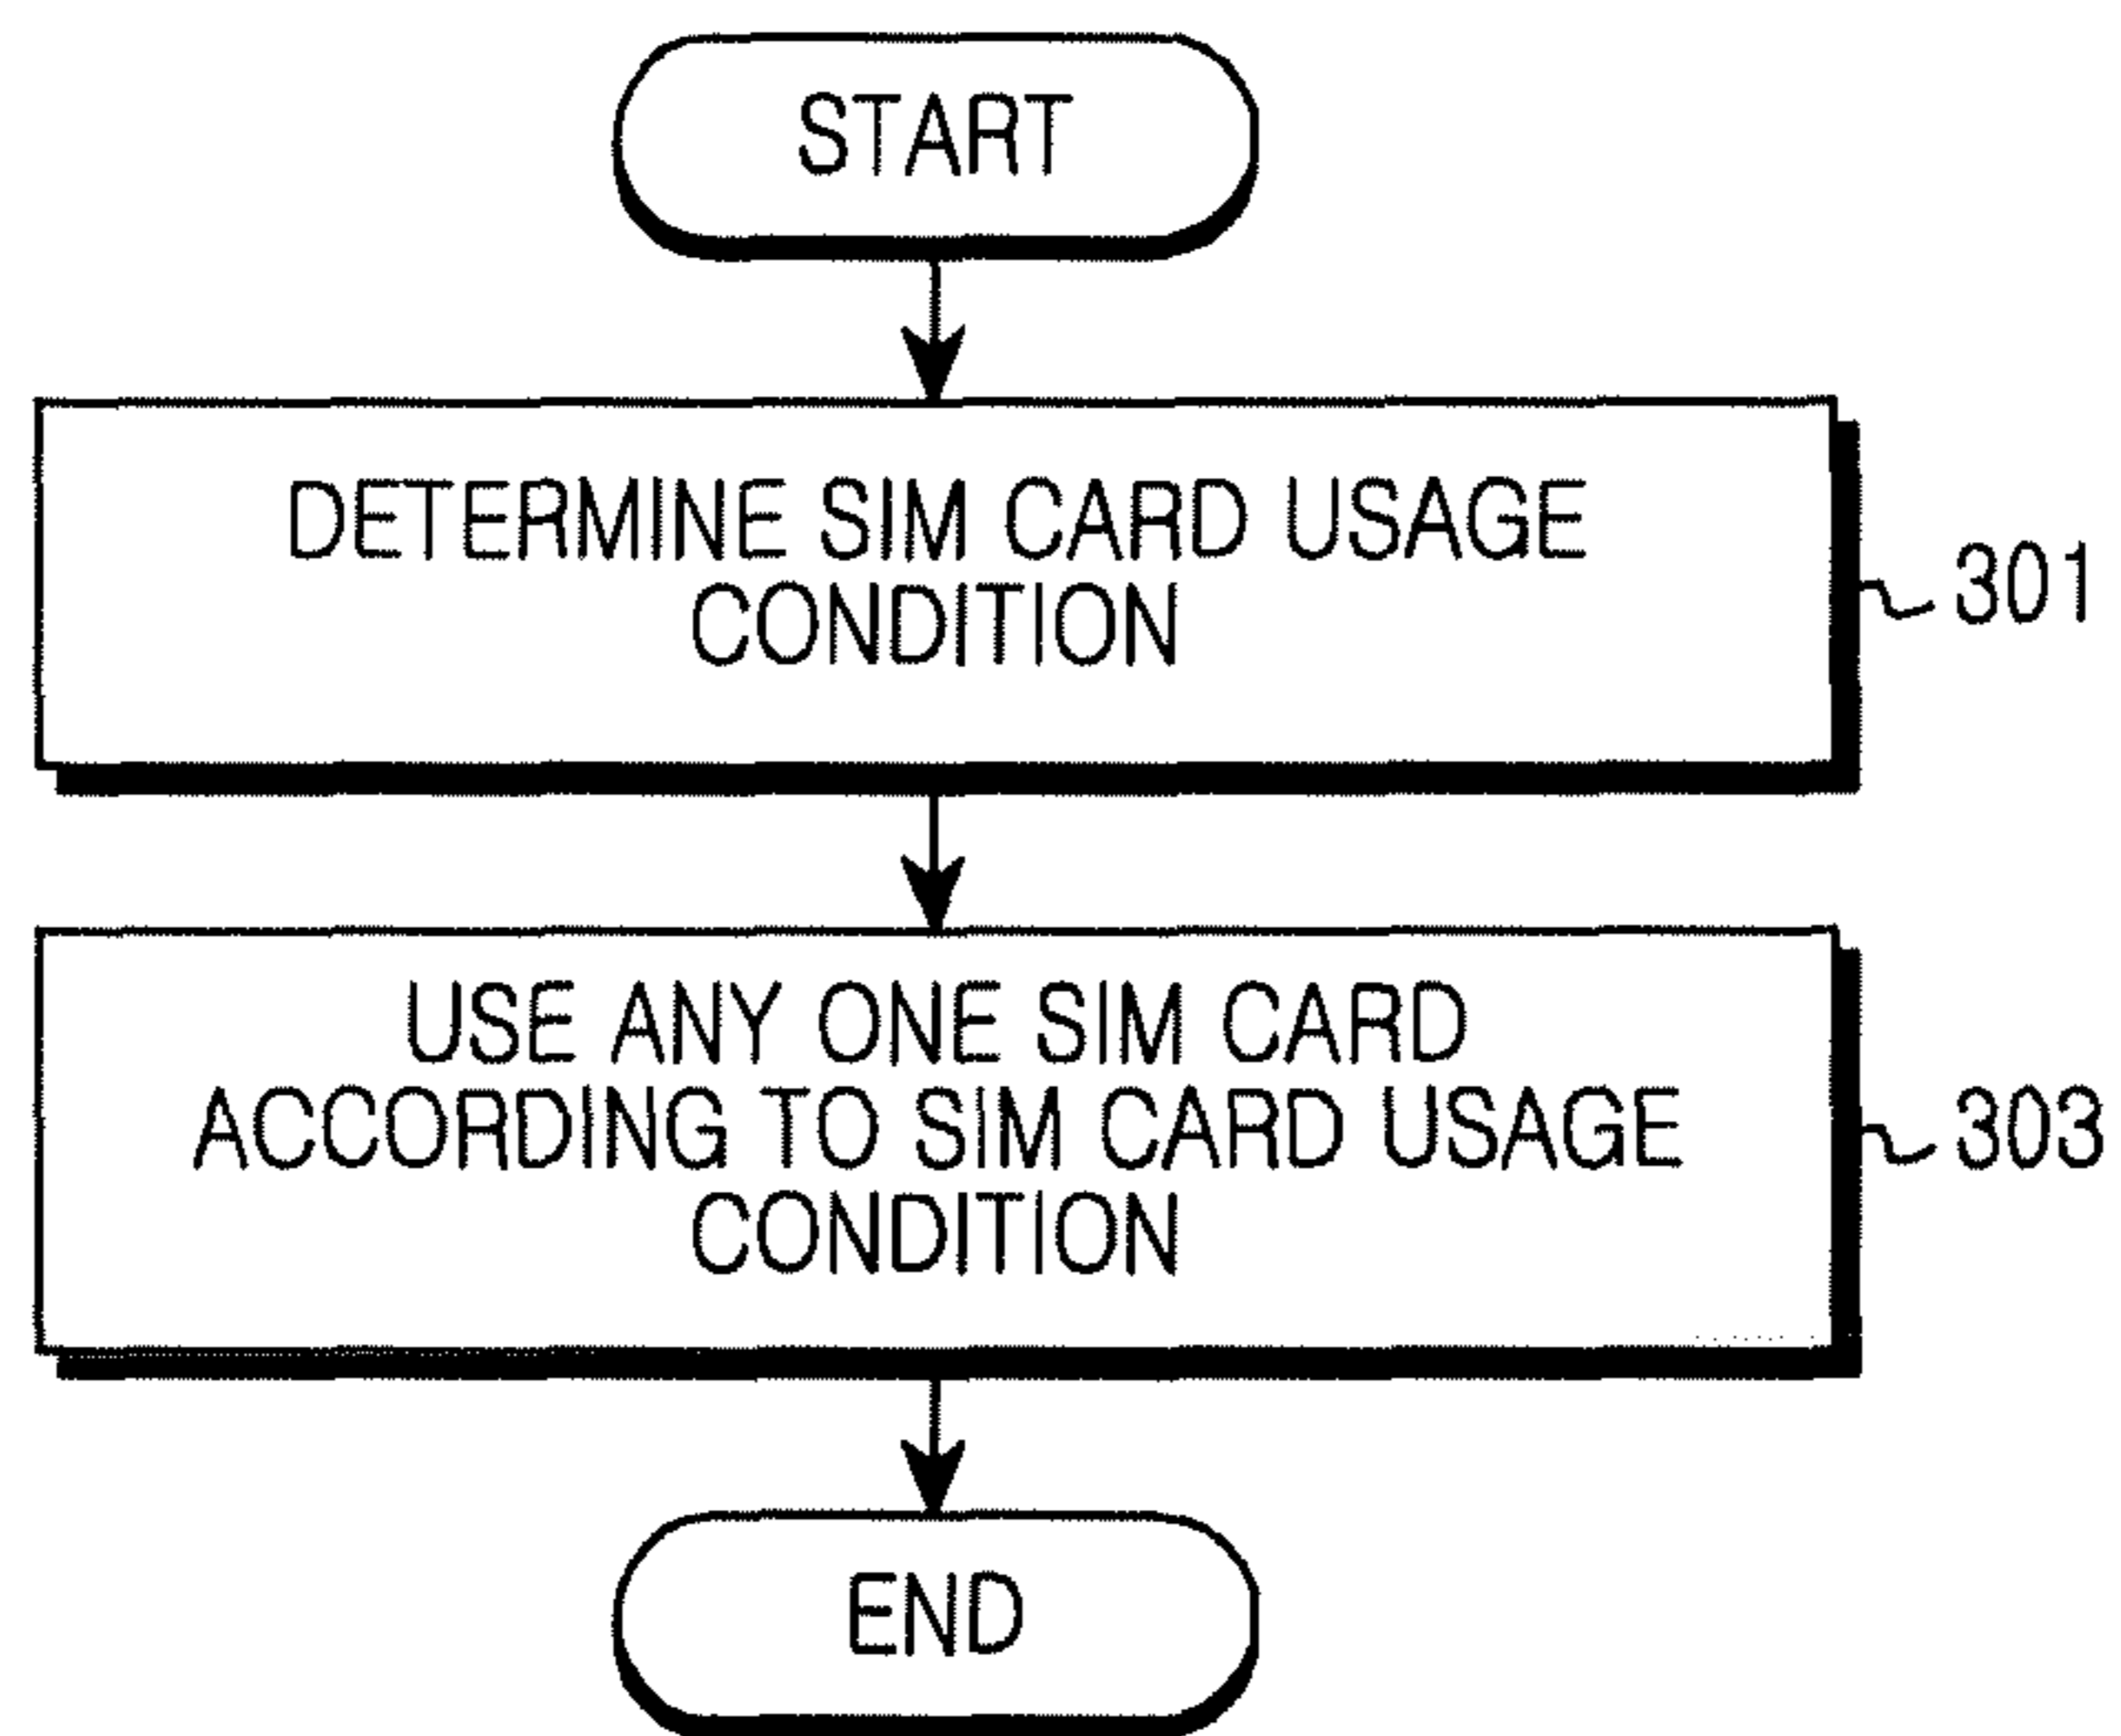 START
DETERMINE SIM CARD USAGE
CONDITION
301
USE ANY ONE SIM CARD
ACCORDING TO SIM CARD USAGE
CONDITION
303
END